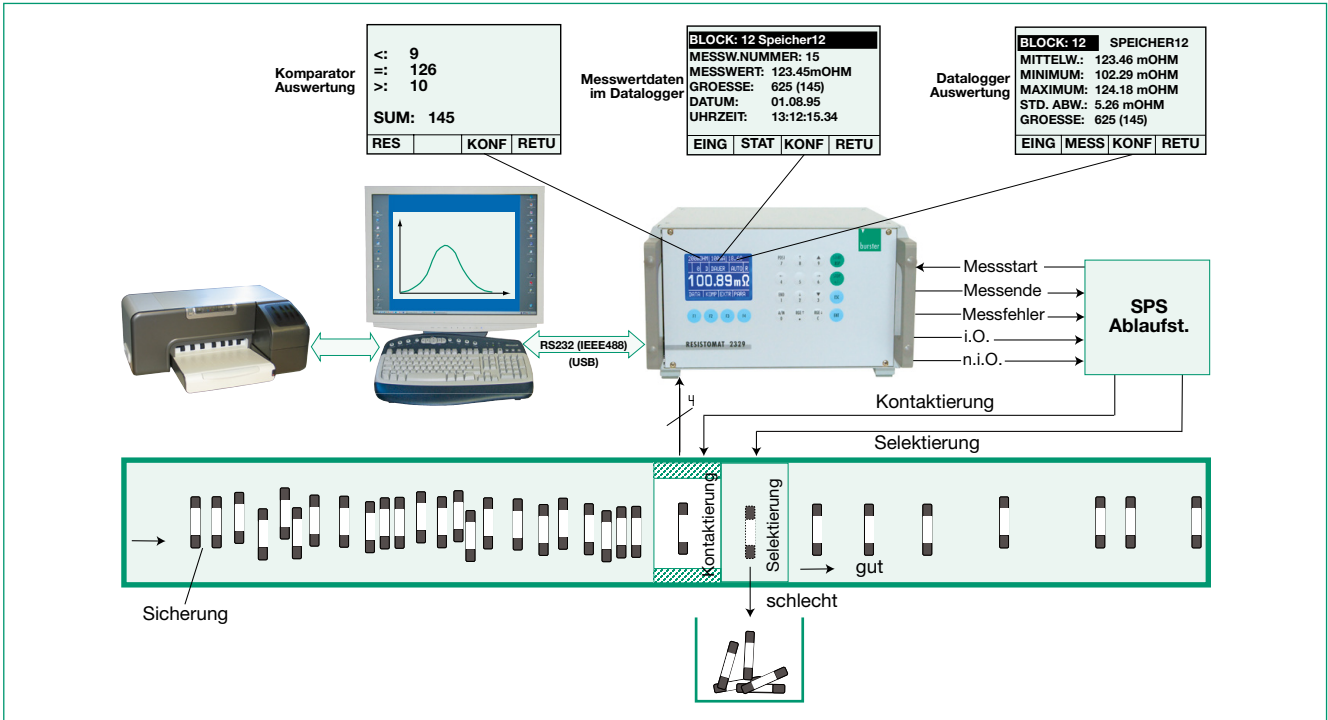 Komparator
Auswertung
<: 9
=: 126
>: 10
SUM: 145
RES KONF RETU
Messwertdaten
im Datalogger
BLOCK: 12 Speicher12
MESSW.NUMMER: 15
MESSWERT: 123.45mOHM
GROESSE: 625 (145)
DATUM: 01.08.95
UHRZEIT: 13:12:15.34
EING STAT KONF RETU
Datalogger
Auswertung
BLOCK: 12 SPEICHER12
MITTELW.: 123.46 mOHM
MINIMUM: 102.29 mOHM
MAXIMUM: 124.18 mOHM
STD. ABW.: 5.26 mOHM
GROESSE: 625 (145)
EING MESS KONF RETU
burster
100.89mΩ
DATA KOMP EXTR PARA
RESISTOMAT 2329
RS232 (IEEE488)
(USB)
Messstart
Messende
Messfehler
i.O.
n.i.O.
SPS
Ablaufst.
4
Kontaktierung
Selektierung
Kontaktierung
Selektierung
gut
Sicherung
schlecht